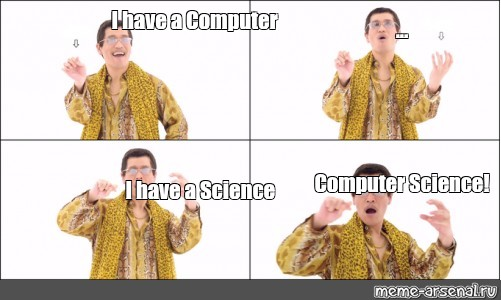 I have a Computer
...
I have a Science
Computer Science!
meme-arsenal.ru